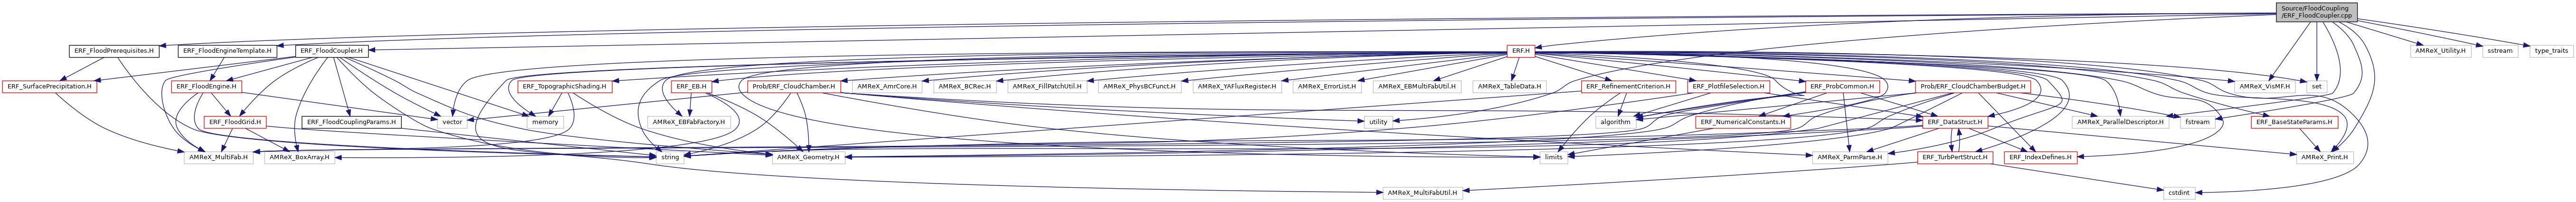 Source/FloodCoupling
/ERF_FloodCoupler.cpp
ERF_FloodPrerequisites.H
ERF_FloodEngineTemplate.H
ERF_FloodCoupler.H
ERF.H
AMReX_Utility.H
sstream
type_traits
ERF_SurfacePrecipitation.H
ERF_FloodEngine.H
ERF_TopographicShading.H
ERF_EB.H
Prob/ERF_CloudChamber.H
AMReX_AmrCore.H
AMReX_BCRec.H
AMReX_FillPatchUtil.H
AMReX_PhysBCFunct.H
AMReX_YAFluxRegister.H
AMReX_ErrorList.H
AMReX_EBMultiFabUtil.H
AMReX_TableData.H
ERF_RefinementCriterion.H
ERF_PlotfileSelection.H
ERF_ProbCommon.H
Prob/ERF_CloudChamberBudget.H
AMReX_VisMF.H
set
ERF_FloodGrid.H
ERF_FloodCouplingParams.H
vector
memory
AMReX_EBFabFactory.H
utility
algorithm
ERF_NumericalConstants.H
ERF_DataStruct.H
AMReX_ParallelDescriptor.H
fstream
ERF_BaseStateParams.H
AMReX_MultiFab.H
AMReX_BoxArray.H
string
AMReX_Geometry.H
limits
AMReX_ParmParse.H
ERF_TurbPertStruct.H
ERF_IndexDefines.H
AMReX_Print.H
AMReX_MultiFabUtil.H
cstdint